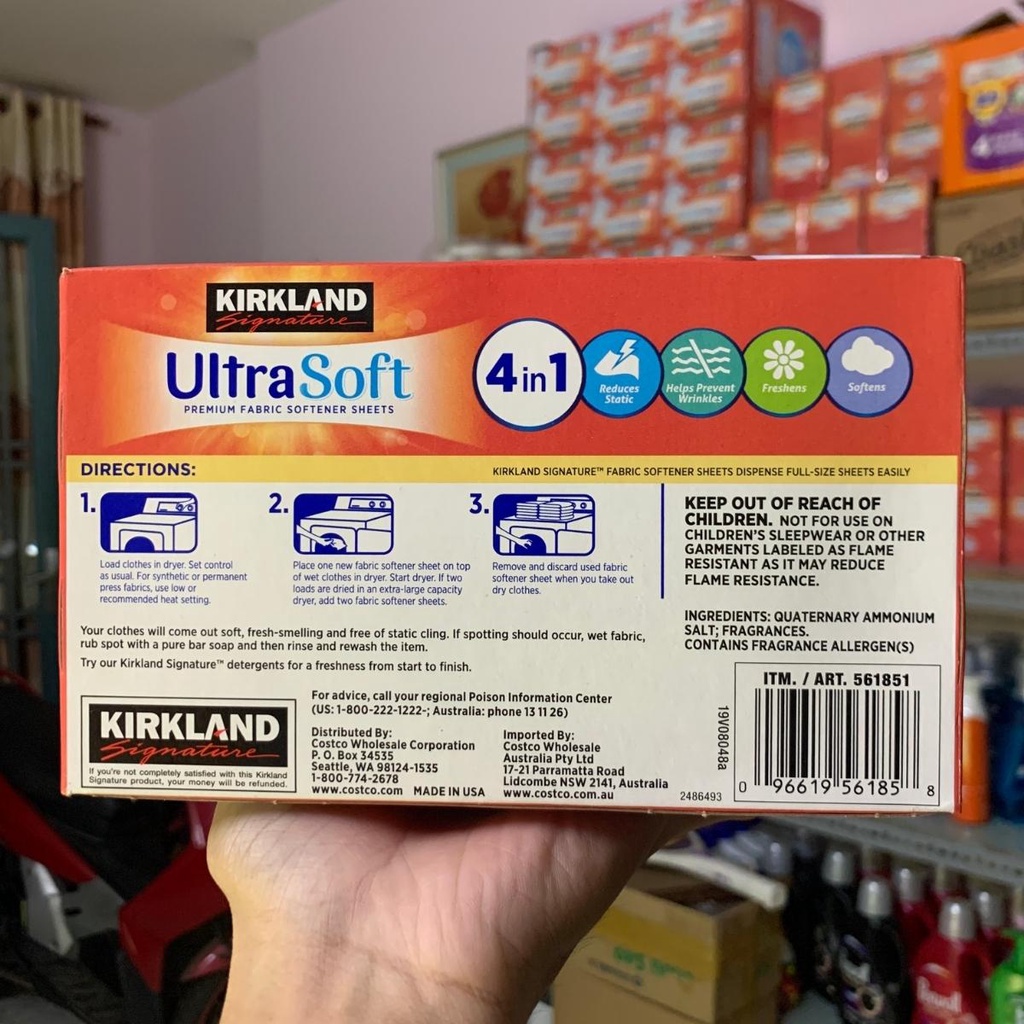 KIRKLAND
Signature
UltraSoft
PREMIUM FABRIC SOFTENER SHEETS
4in1
Reduces
Static
Helps Prevent
Wrinkles
Freshens
Softens
DIRECTIONS:
KIRKLAND SIGNATURE™ FABRIC SOFTENER SHEETS DISPENSE FULL-SIZE SHEETS EASILY
1.
Load clothes in dryer. Set control
as usual. For synthetic or permanent
press fabrics, use low or
recommended heat setting.
2.
Place one new fabric softener sheet on top
of wet clothes in dryer. Start dryer. If two
loads are dried in an extra-large capacity
dryer, add two fabric softener sheets.
3.
Remove and discard used fabric
softener sheet when you take out
dry clothes.
KEEP OUT OF REACH OF
CHILDREN. NOT FOR USE ON
CHILDREN'S SLEEPWEAR OR OTHER
GARMENTS LABELED AS FLAME
RESISTANT AS IT MAY REDUCE
FLAME RESISTANCE.
INGREDIENTS: QUATERNARY AMMONIUM
SALT; FRAGRANCES.
CONTAINS FRAGRANCE ALLERGEN(S)
Your clothes will come out soft, fresh-smelling and free of static cling. If spotting should occur, wet fabric,
rub spot with a pure bar soap and then rinse and rewash the item.
Try our Kirkland Signature™ detergents for a freshness from start to finish.
KIRKLAND
Signature
If you're not completely satisfied with this Kirkland
Signature product, your money will be refunded.
For advice, call your regional Poison Information Center
(US: 1-800-222-1222-; Australia: phone 13 11 26)
Distributed By:
Costco Wholesale Corporation
P. O. Box 34535
Seattle, WA 98124-1535
1-800-774-2678
www.costco.com MADE IN USA
Imported By:
Costco Wholesale
Australia Pty Ltd
17-21 Parramatta Road
Lidcombe NSW 2141, Australia
www.costco.com.au
2486493
19V08048a
ITM. / ART. 561851
0 96619 56185 8